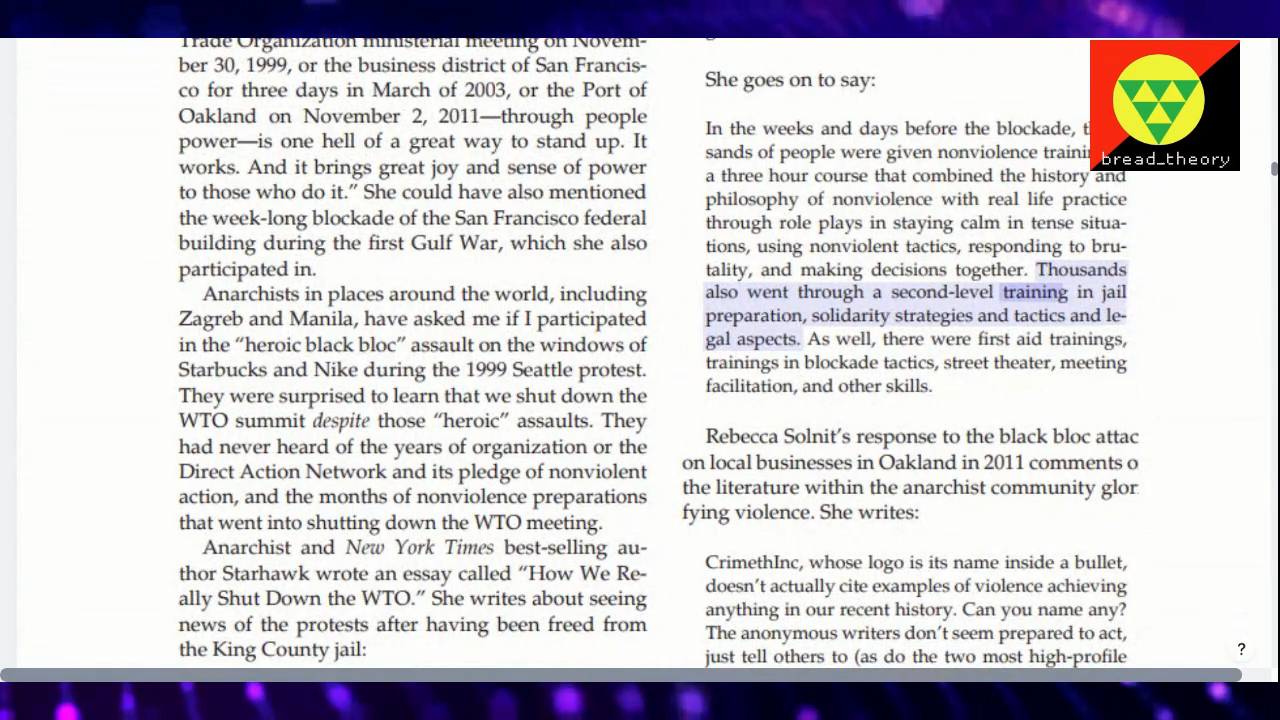 Trade Organization ministerial meeting on Novem-
ber 30, 1999, or the business district of San Francis-
co for three days in March of 2003, or the Port of
Oakland on November 2, 2011—through people
power—is one hell of a great way to stand up. It
works. And it brings great joy and sense of power
to those who do it.” She could have also mentioned
the week-long blockade of the San Francisco federal
building during the first Gulf War, which she also
participated in.
Anarchists in places around the world, including
Zagreb and Manila, have asked me if I participated
in the “heroic black bloc” assault on the windows of
Starbucks and Nike during the 1999 Seattle protest.
They were surprised to learn that we shut down the
WTO summit despite those “heroic” assaults. They
had never heard of the years of organization or the
Direct Action Network and its pledge of nonviolent
action, and the months of nonviolence preparations
that went into shutting down the WTO meeting.
Anarchist and New York Times best-selling au-
thor Starhawk wrote an essay called “How We Re-
ally Shut Down the WTO.” She writes about seeing
news of the protests after having been freed from
the King County jail:
She goes on to say:
In the weeks and days before the blockade,
sands of people were given nonviolence
a three hour course that combined the history and
philosophy of nonviolence with real life practice
through role plays in staying calm in tense situa-
tions, using nonviolent tactics, responding to bru-
tality, and making decisions together. Thousands
also went through a second-level training in jail
preparation, solidarity strategies and tactics and le-
gal aspects. As well, there were first aid trainings,
trainings in blockade tactics, street theater, meeting
facilitation, and other skills.
Rebecca Solnit’s response to the black bloc attac
on local businesses in Oakland in 2011 comments o
the literature within the anarchist community glor
fying violence. She writes:
CrimethInc, whose logo is its name inside a bullet,
doesn’t actually cite examples of violence achieving
anything in our recent history. Can you name any?
The anonymous writers don’t seem prepared to act,
just tell others to (as do the two most high-profile
bread_theory
?